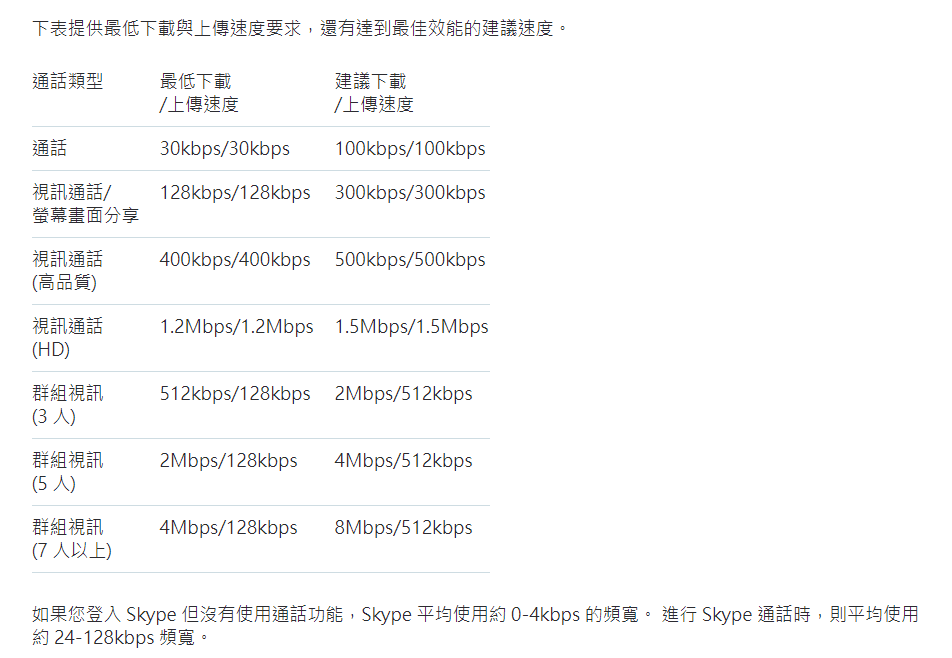 下表提供最低下載與上傳速度要求，還有達到最佳效能的建議速度。
通話類型 最低下載 建議下載
/上傳速度 /上傳速度
通話 30kbps/30kbps 100kbps/100kbps
視訊通話/ 128kbps/128kbps 300kbps/300kbps
螢幕畫面分享
視訊通話 400kbps/400kbps 500kbps/500kbps
(高品質)
視訊通話 1.2Mbps/1.2Mbps 1.5Mbps/1.5Mbps
(HD)
群組視訊 512kbps/128kbps 2Mbps/512kbps
(3 人)
群組視訊 2Mbps/128kbps 4Mbps/512kbps
(5 人)
群組視訊 4Mbps/128kbps 8Mbps/512kbps
(7 人以上)
如果您登入 Skype 但沒有使用通話功能，Skype 平均使用約 0-4kbps 的頻寬。 進行 Skype 通話時，則平均使用
約 24-128kbps 頻寬。